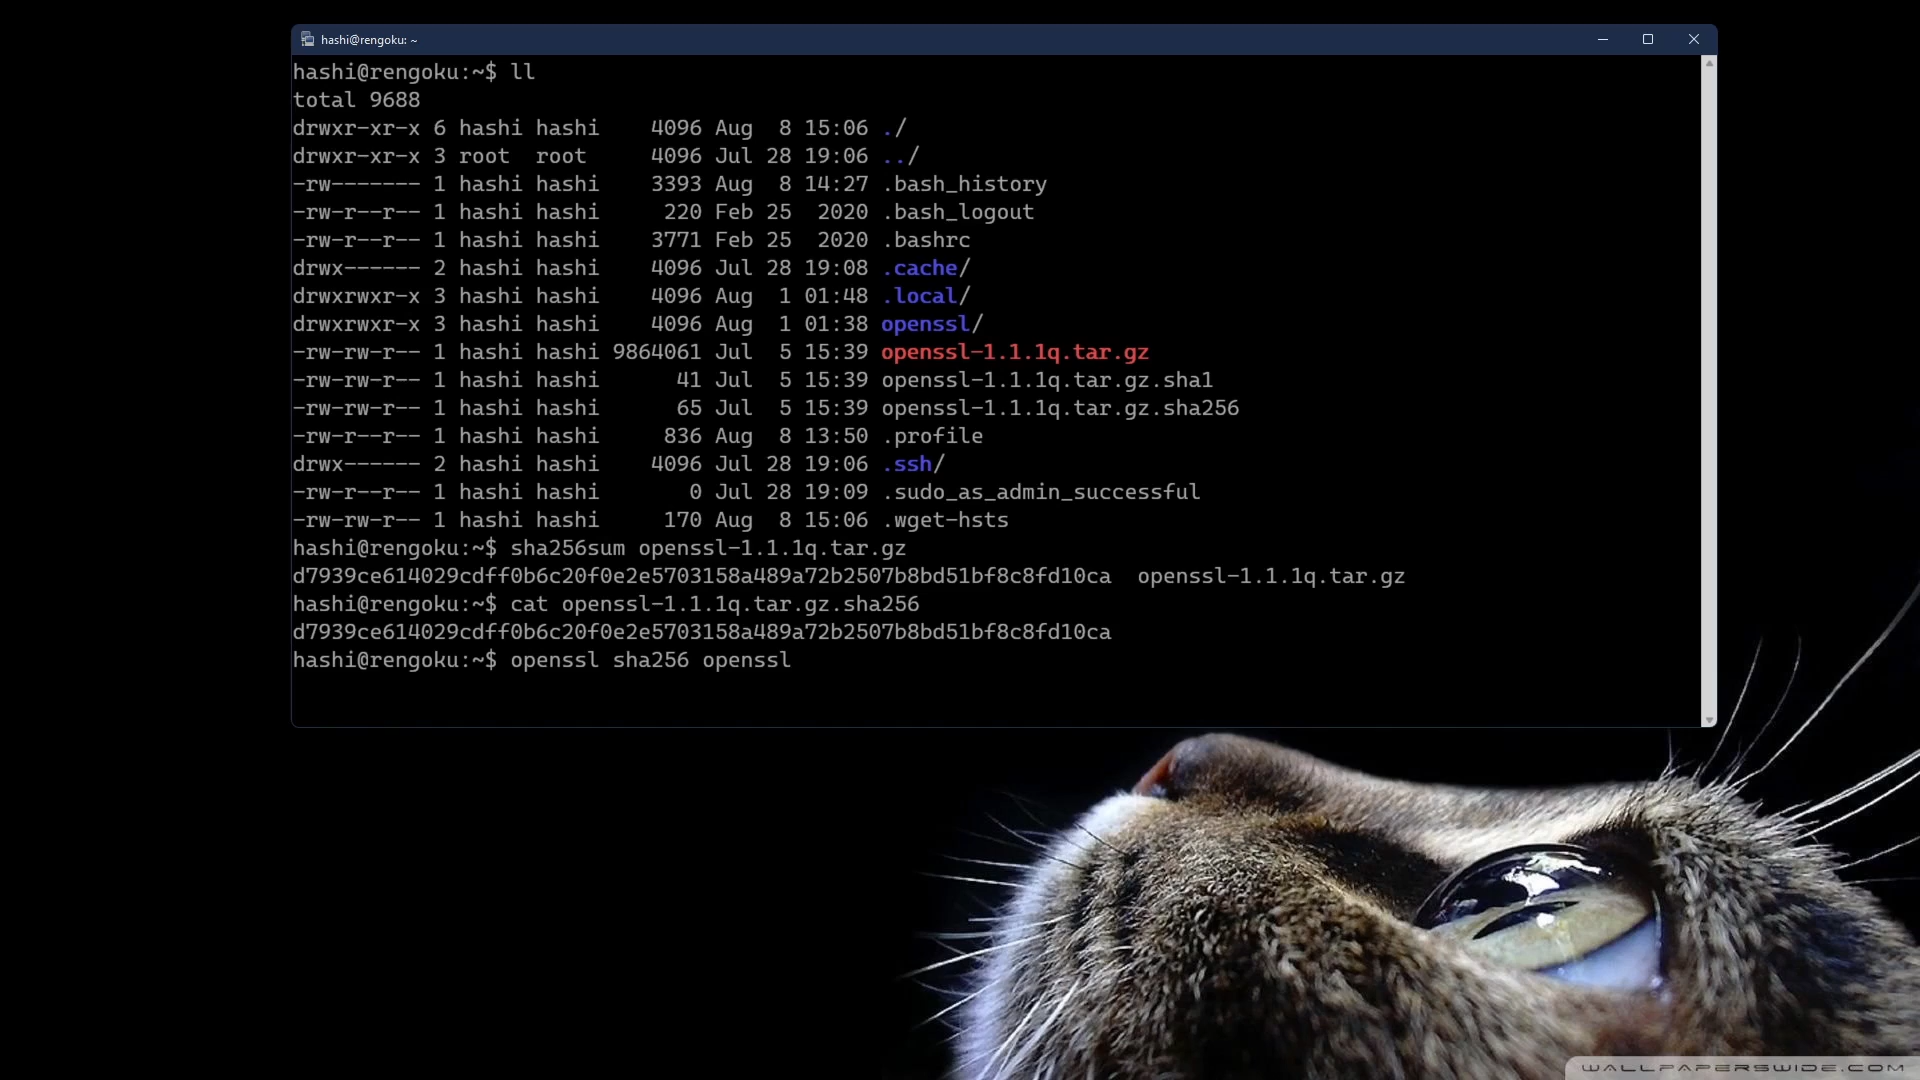 hashi@rengoku: ~
hashi@rengoku:~$ ll
total 9688
drwxr-xr-x 6 hashi hashi    4096 Aug  8 15:06 ./
drwxr-xr-x 3 root  root     4096 Jul 28 19:06 ../
-rw------- 1 hashi hashi    3393 Aug  8 14:27 .bash_history
-rw-r--r-- 1 hashi hashi     220 Feb 25  2020 .bash_logout
-rw-r--r-- 1 hashi hashi    3771 Feb 25  2020 .bashrc
drwx------ 2 hashi hashi    4096 Jul 28 19:08 .cache/
drwxrwxr-x 3 hashi hashi    4096 Aug  1 01:48 .local/
drwxrwxr-x 3 hashi hashi    4096 Aug  1 01:38 openssl/
-rw-rw-r-- 1 hashi hashi 9864061 Jul  5 15:39 openssl-1.1.1q.tar.gz
-rw-rw-r-- 1 hashi hashi      41 Jul  5 15:39 openssl-1.1.1q.tar.gz.sha1
-rw-rw-r-- 1 hashi hashi      65 Jul  5 15:39 openssl-1.1.1q.tar.gz.sha256
-rw-r--r-- 1 hashi hashi     836 Aug  8 13:50 .profile
drwx------ 2 hashi hashi    4096 Jul 28 19:06 .ssh/
-rw-r--r-- 1 hashi hashi       0 Jul 28 19:09 .sudo_as_admin_successful
-rw-rw-r-- 1 hashi hashi     170 Aug  8 15:06 .wget-hsts
hashi@rengoku:~$ sha256sum openssl-1.1.1q.tar.gz
d7939ce614029cdff0b6c20f0e2e5703158a489a72b2507b8bd51bf8c8fd10ca  openssl-1.1.1q.tar.gz
hashi@rengoku:~$ cat openssl-1.1.1q.tar.gz.sha256
d7939ce614029cdff0b6c20f0e2e5703158a489a72b2507b8bd51bf8c8fd10ca
hashi@rengoku:~$ openssl sha256 openssl
WALLPAPERSWIDE.COM